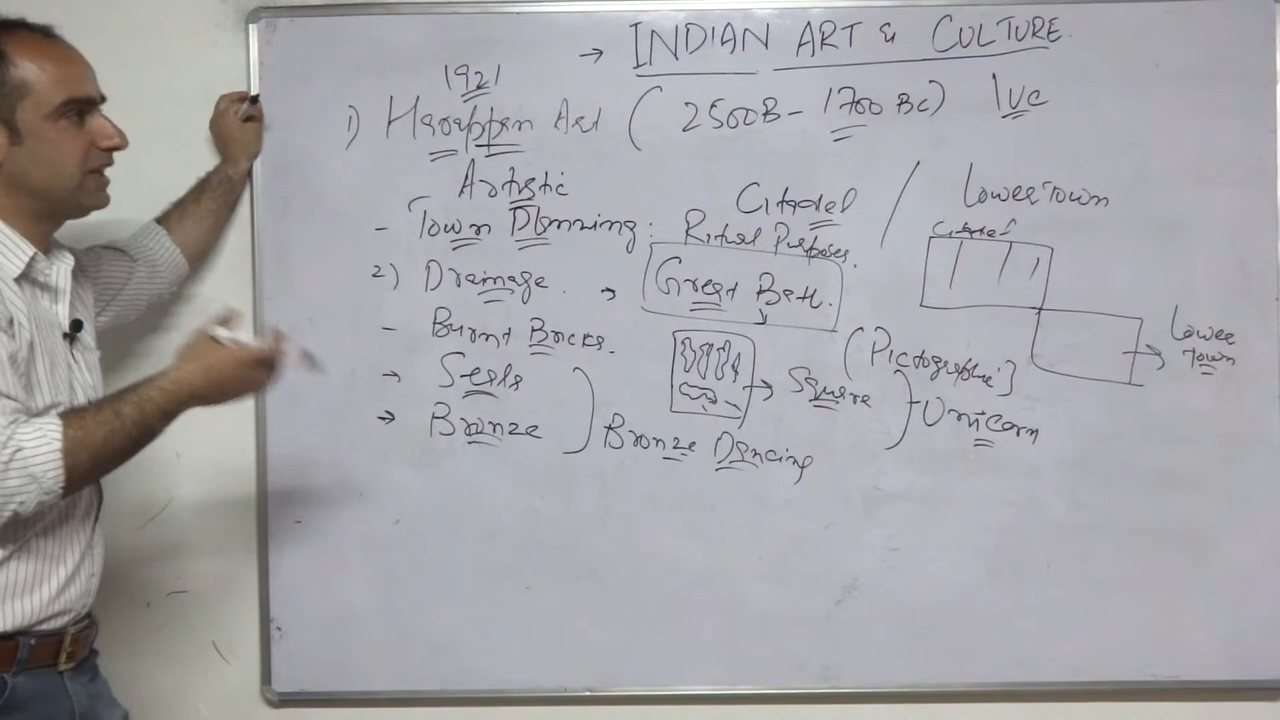 → INDIAN ART & CULTURE
1921
1) Harappan Art ( 2500B - 1700 BC) IVC
Artistic
- Town Planning : Citadel / Lower Town
Ritual Purposes.
Citadel
2) Drainage. → Great Bath.
- Burnt Bricks.
Lower Town
(Pictographic)
→ Seals
→ Square } Unicorn
→ Bronze ) Bronze Dancing